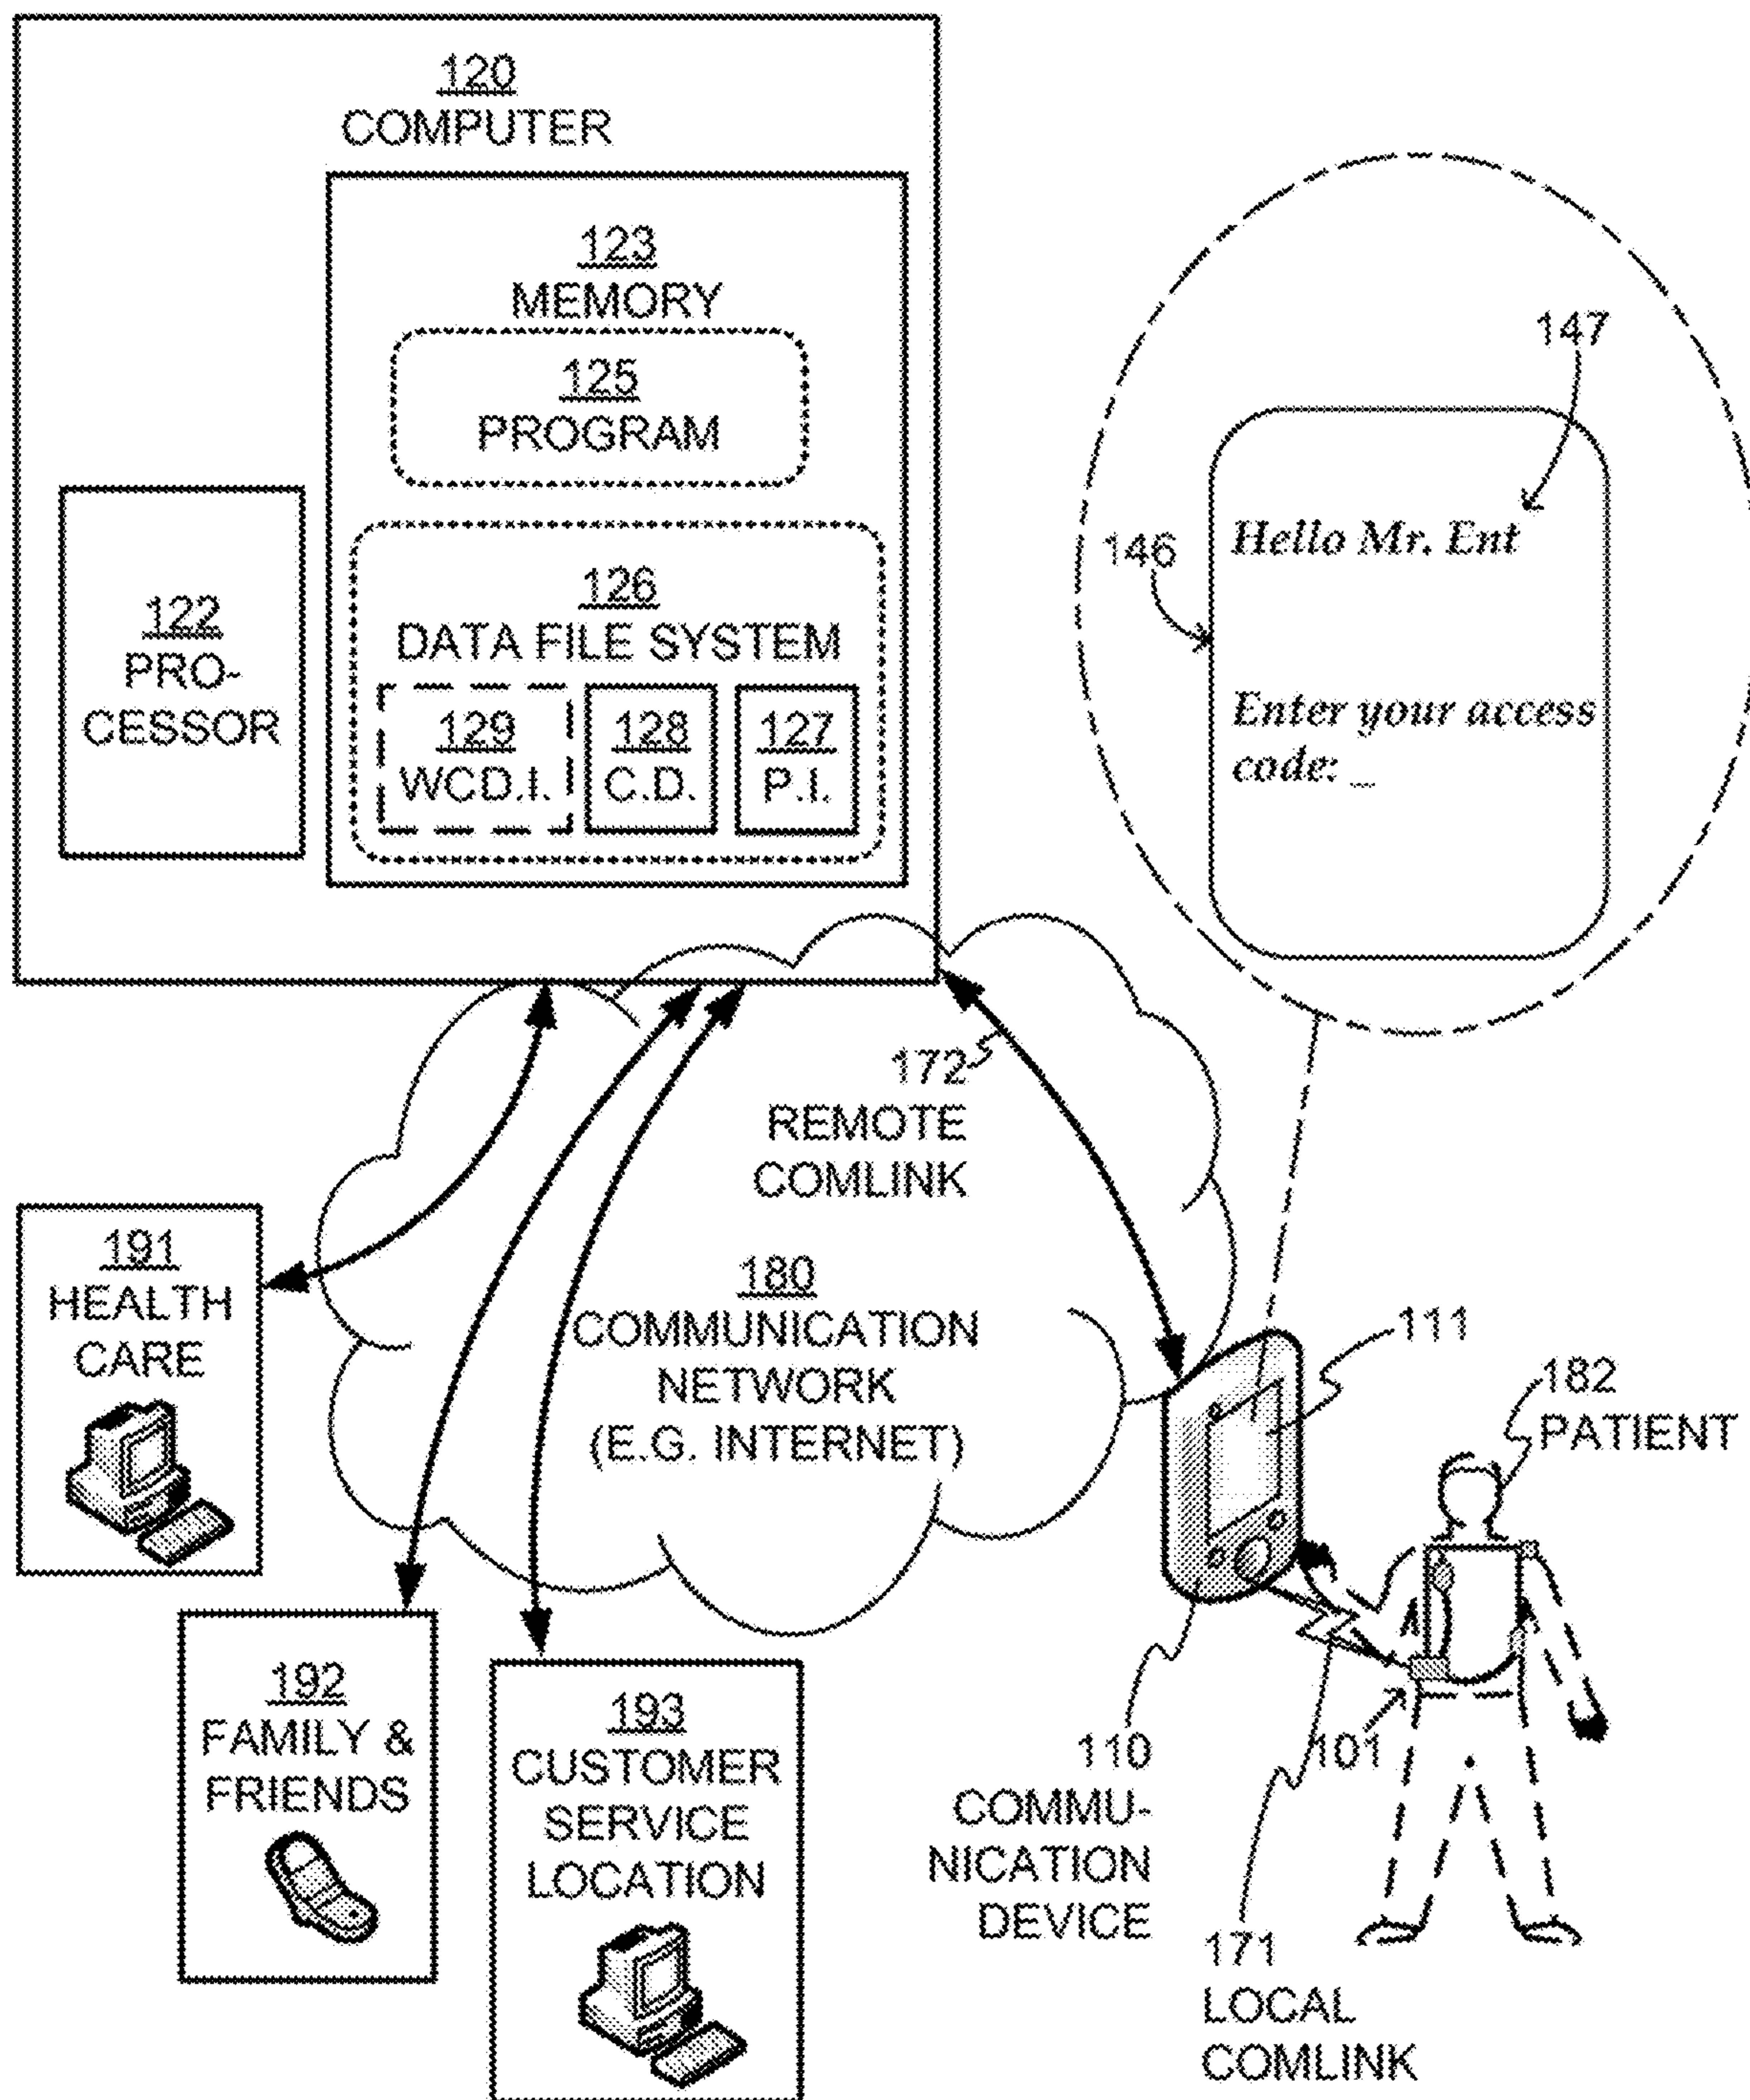 120
COMPUTER
123
MEMORY
125
PROGRAM
122
PRO-
CESSOR
126
DATA FILE SYSTEM
129
WCD.I.
128
C.D.
127
P.I.
147
146
Hello Mr. Ent
Enter your access
code: _
172
REMOTE
COMLINK
180
COMMUNICATION
NETWORK
(E.G. INTERNET)
191
HEALTH
CARE
192
FAMILY &
FRIENDS
193
CUSTOMER
SERVICE
LOCATION
111
182
PATIENT
110
COMMU-
NICATION
DEVICE
101
171
LOCAL
COMLINK